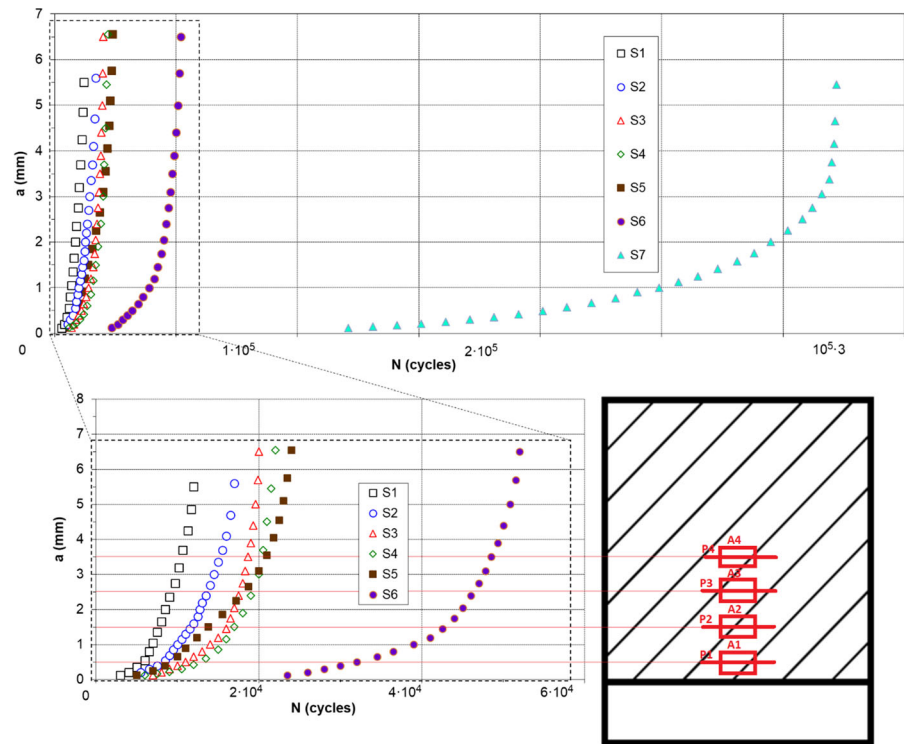 7
6
5
4
3
2
1
0
a (mm)
S1
S2
S3
S4
S5
S6
S7
0
1·10⁵
2·10⁵
10⁵·3
N (cycles)
8
7
6
5
4
3
2
1
0
a (mm)
S1
S2
S3
S4
S5
S6
0
2·10⁴
4·10⁴
6·10⁴
N (cycles)
A4
P4
A3
P3
A2
P2
A1
P1